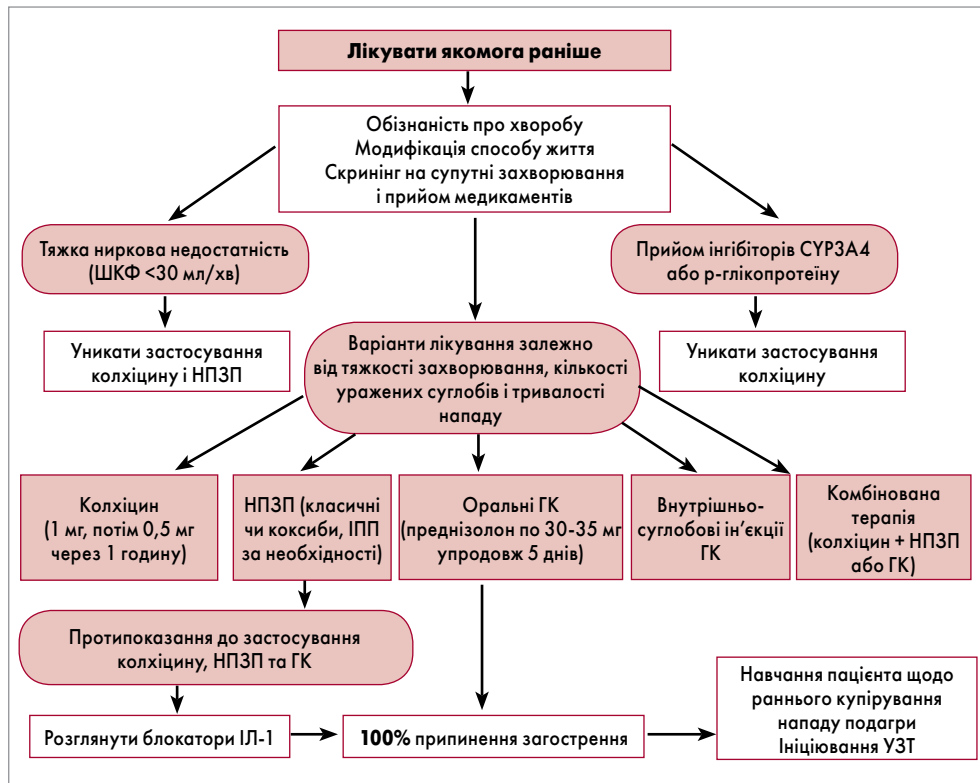 Лікувати якомога раніше
Обізнаність про хворобу
Модифікація способу життя
Скринінг на супутні захворювання
і прийом медикаментів
Тяжка ниркова недостатність
(ШКФ <30 мл/хв)
Прийом інгібіторів CYP3A4
або p-глікопротеїну
Уникати застосування
колхіцину і НПЗП
Варіанти лікування залежно
від тяжкості захворювання, кількості
уражених суглобів і тривалості
нападу
Уникати застосування
колхіцину
Колхіцин
(1 мг, потім 0,5 мг
через 1 годину)
НПЗП (класичні
чи коксиби, ІПП
за необхідності)
Оральні ГК
(преднізолон по 30-35 мг
упродовж 5 днів)
Внутрішньо-
суглобові ін’єкції
ГК
Комбінована
терапія
(колхіцин + НПЗП
або ГК)
Протипоказання до застосування
колхіцину, НПЗП та ГК
Розглянути блокатори ІЛ-1
100% припинення загострення
Навчання пацієнта щодо
раннього купірування
нападу подагри
Ініціювання УЗТ